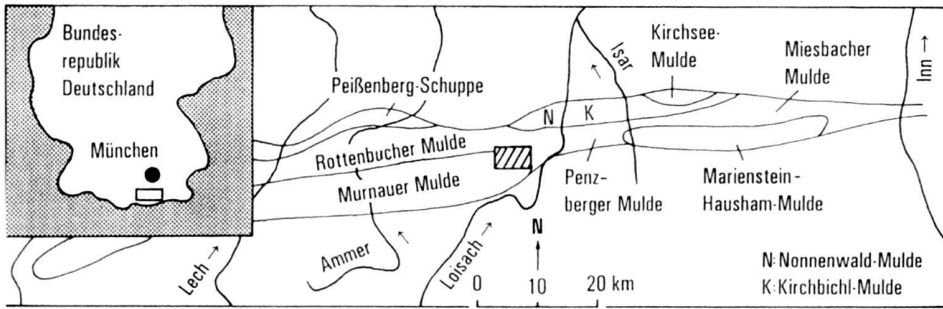 Bundes-
republik
Deutschland
München
Peißenberg-Schuppe
Rottenbucher Mulde
Murnauer Mulde
Lech →
Ammer
→
Loisach →
N
K
Isar
→
Kirchsee-
Mulde
Miesbacher
Mulde
Inn →
Penz-
berger Mulde
Marienstein-
Hausham-Mulde
N
0 10 20 km
N: Nonnenwald-Mulde
K: Kirchbichl-Mulde